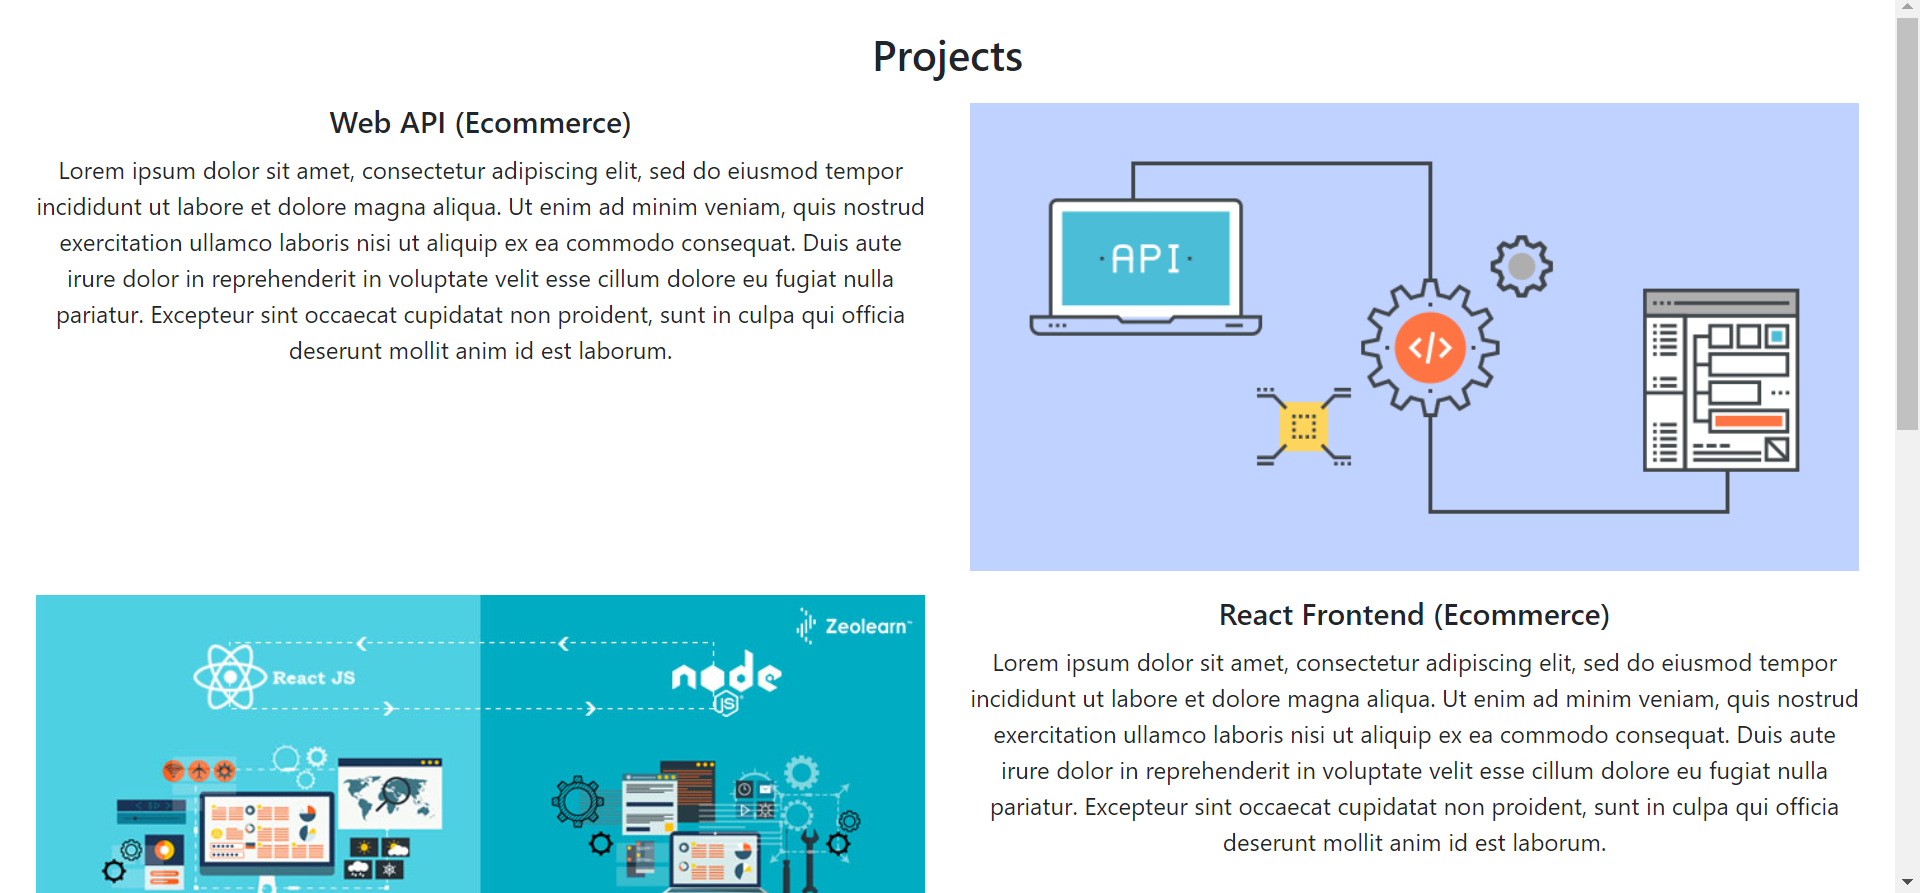 Projects
Web API (Ecommerce)
Lorem ipsum dolor sit amet, consectetur adipiscing elit, sed do eiusmod tempor
incididunt ut labore et dolore magna aliqua. Ut enim ad minim veniam, quis nostrud
exercitation ullamco laboris nisi ut aliquip ex ea commodo consequat. Duis aute
irure dolor in reprehenderit in voluptate velit esse cillum dolore eu fugiat nulla
pariatur. Excepteur sint occaecat cupidatat non proident, sunt in culpa qui officia
deserunt mollit anim id est laborum.
· API ·
</>
Zeolearn™
React JS
node
JS
React Frontend (Ecommerce)
Lorem ipsum dolor sit amet, consectetur adipiscing elit, sed do eiusmod tempor
incididunt ut labore et dolore magna aliqua. Ut enim ad minim veniam, quis nostrud
exercitation ullamco laboris nisi ut aliquip ex ea commodo consequat. Duis aute
irure dolor in reprehenderit in voluptate velit esse cillum dolore eu fugiat nulla
pariatur. Excepteur sint occaecat cupidatat non proident, sunt in culpa qui officia
deserunt mollit anim id est laborum.